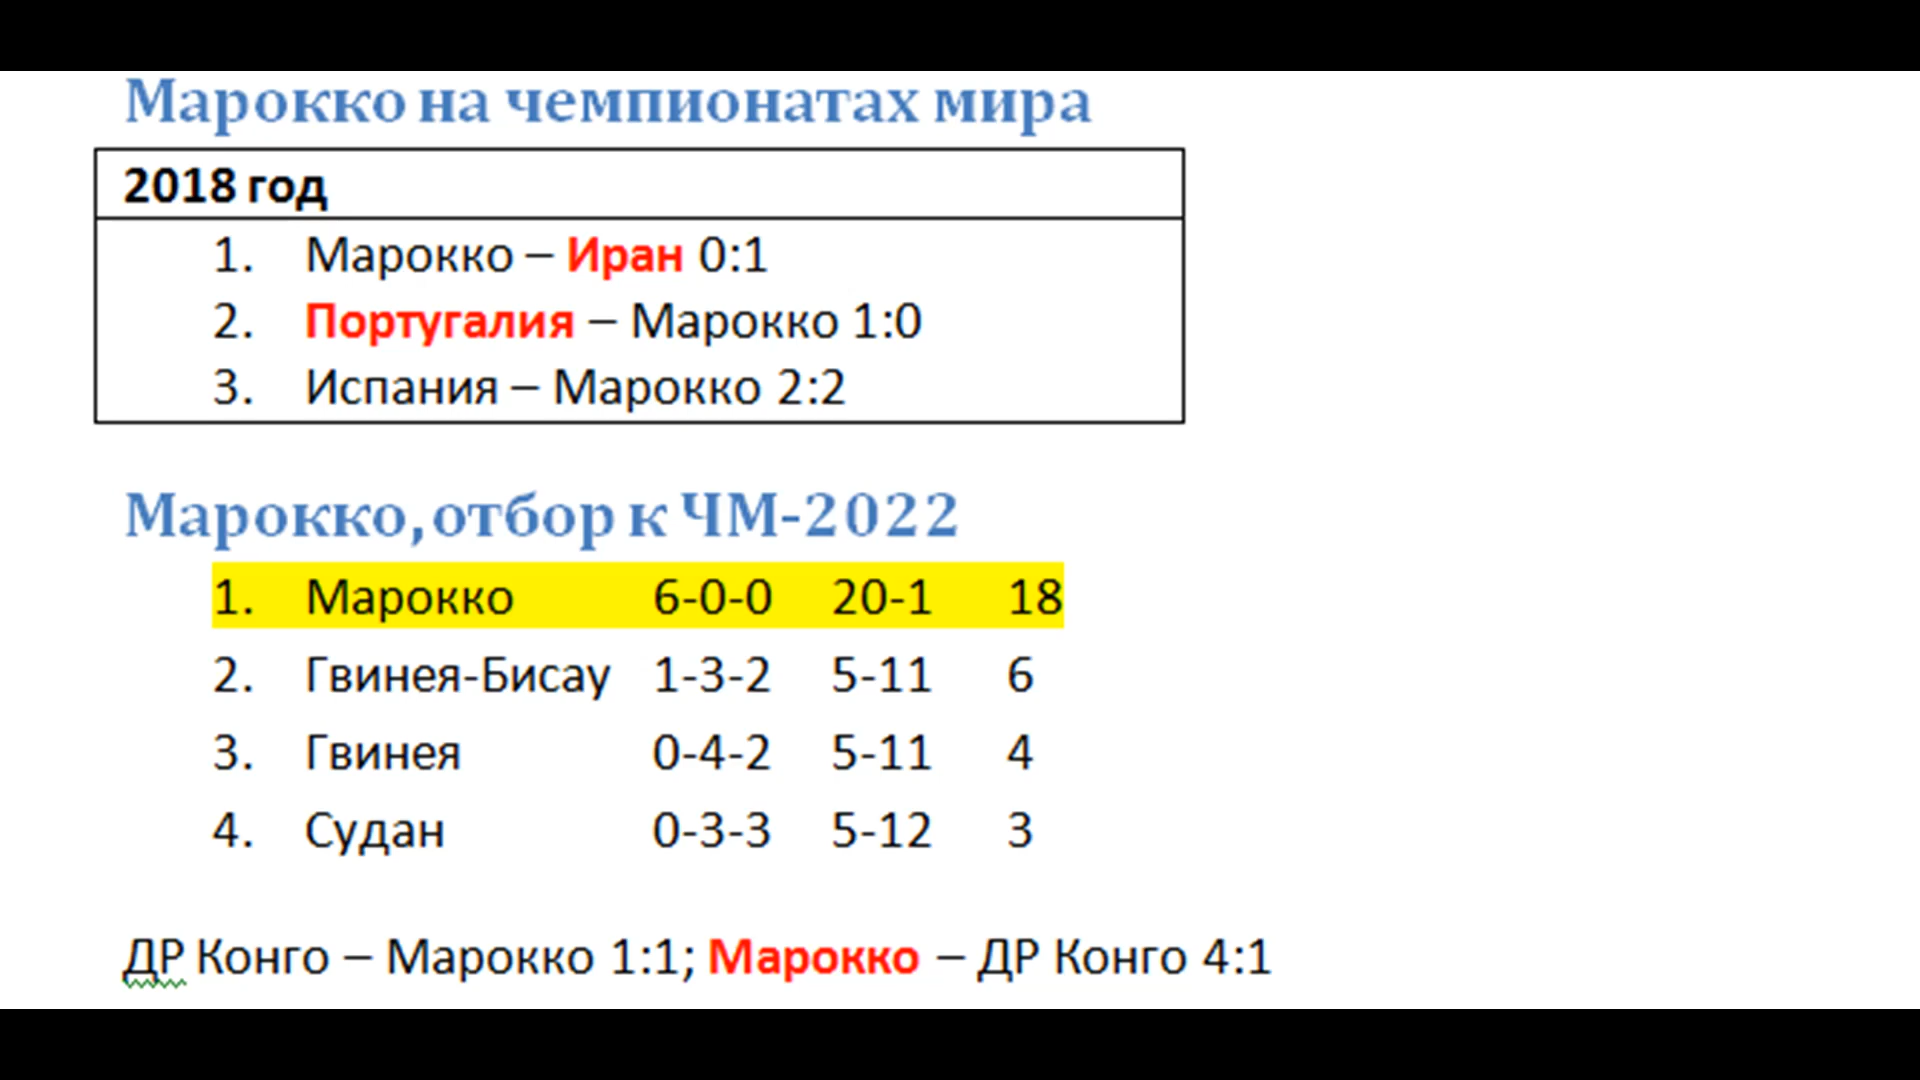 Марокко на чемпионатах мира
2018 год
1. Марокко – Иран 0:1
2. Португалия – Марокко 1:0
3. Испания – Марокко 2:2
Марокко, отбор к ЧМ-2022
1. Марокко 6-0-0 20-1 18
2. Гвинея-Бисау 1-3-2 5-11 6
3. Гвинея 0-4-2 5-11 4
4. Судан 0-3-3 5-12 3
ДР Конго – Марокко 1:1; Марокко – ДР Конго 4:1